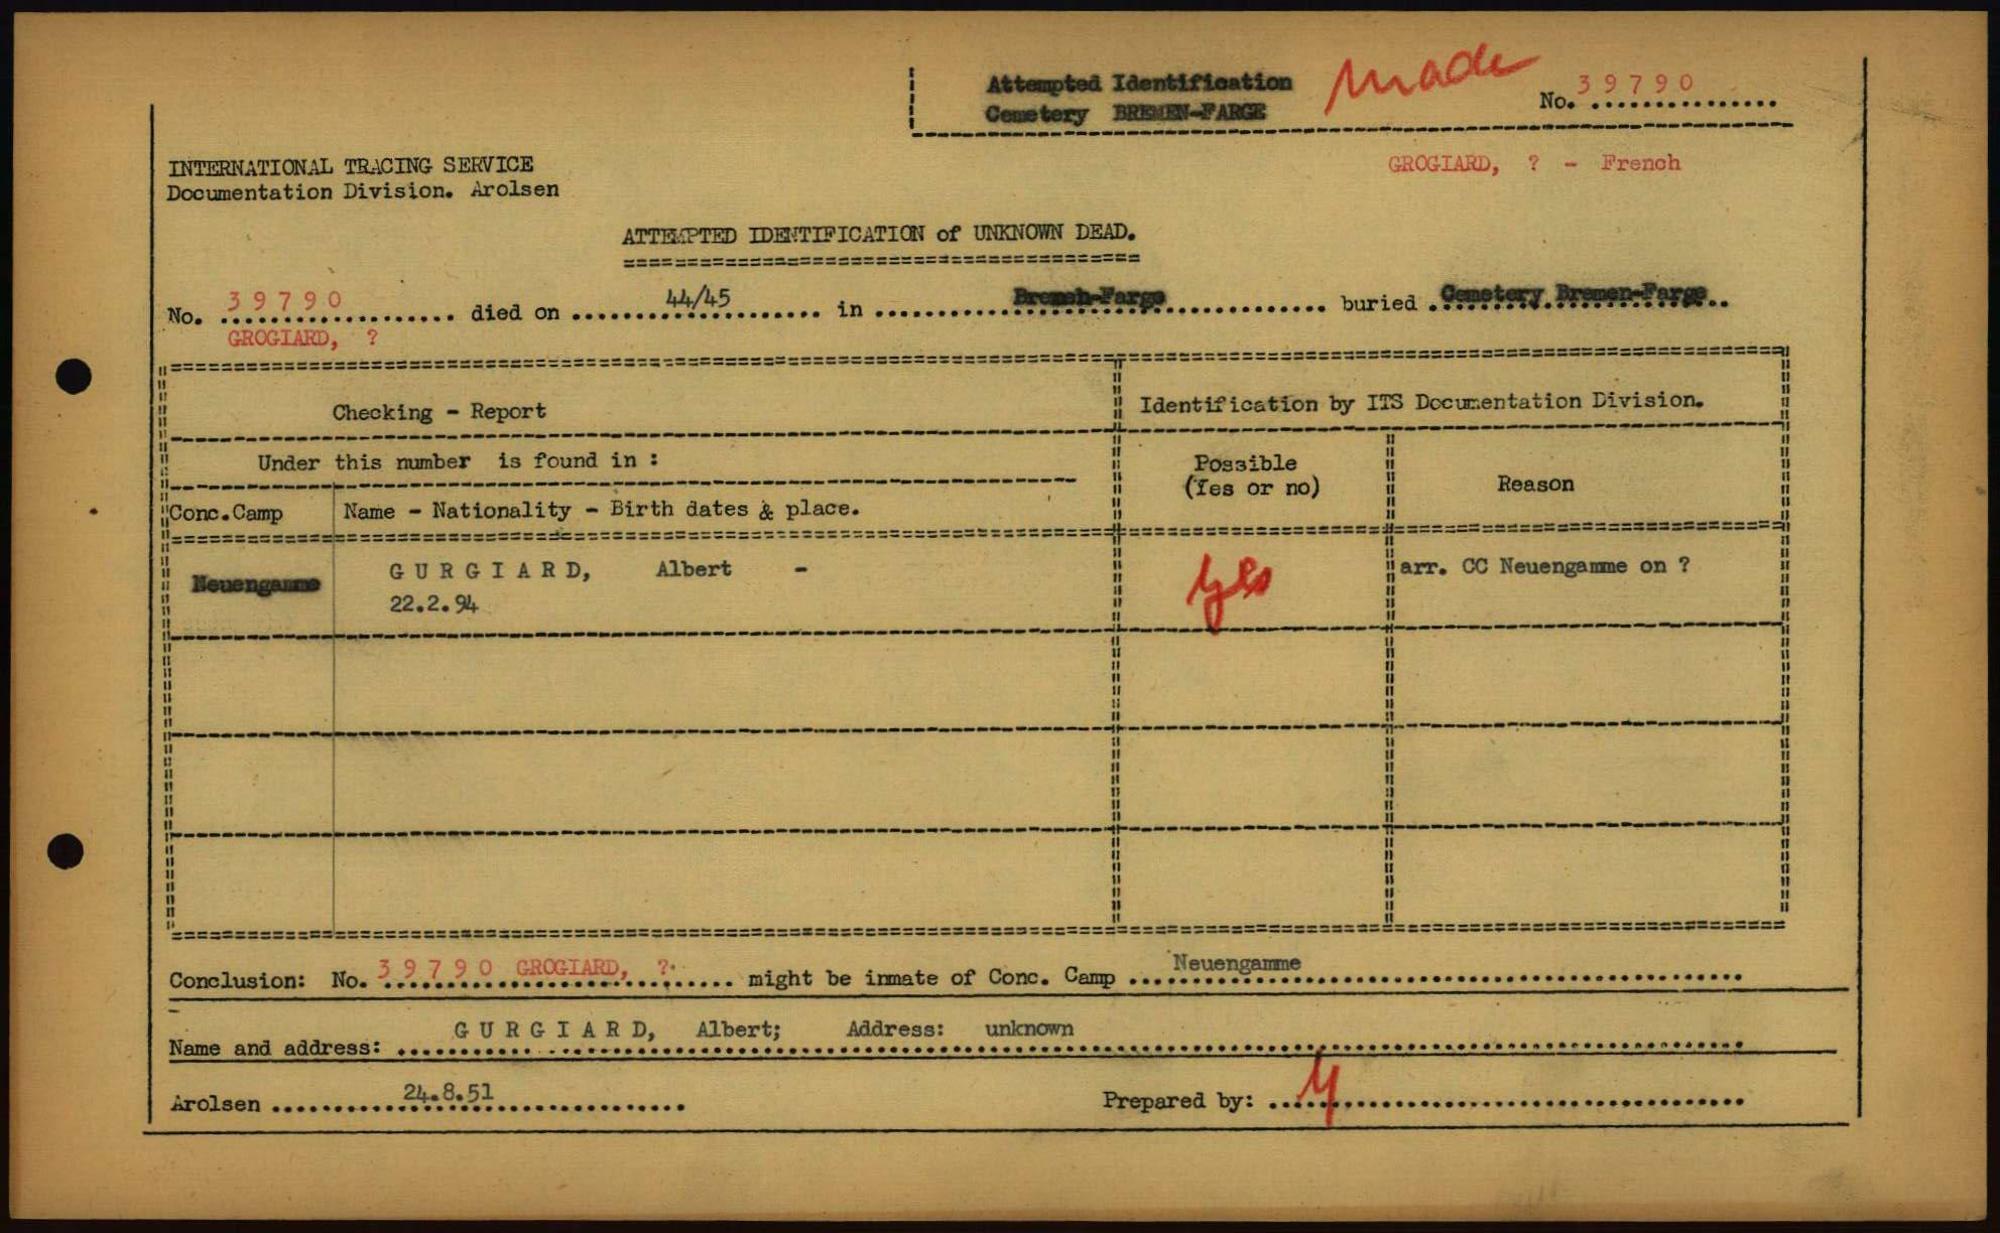 Attempted Identification
Cemetery BREMEN-FARGE
made
No. 39790
INTERNATIONAL TRACING SERVICE
Documentation Division. Arolsen
GROGIARD, ? - French
ATTEMPTED IDENTIFICATION of UNKNOWN DEAD.
No. 39790 died on 44/45 in Bremen-Farge buried Cemetery Bremen-Farge
GROGIARD, ?
Checking - Report
Identification by ITS Documentation Division.
Under this number is found in :
Possible
(Yes or no)
Reason
Conc.Camp
Name - Nationality - Birth dates & place.
Neuengamme
GURGIARD, Albert -
22.2.94
yes
arr. CC Neuengamme on ?
Conclusion: No. 39790 GROGIARD, ? might be inmate of Conc. Camp Neuengamme
Name and address: GURGIARD, Albert; Address: unknown
Arolsen 24.8.51
Prepared by: